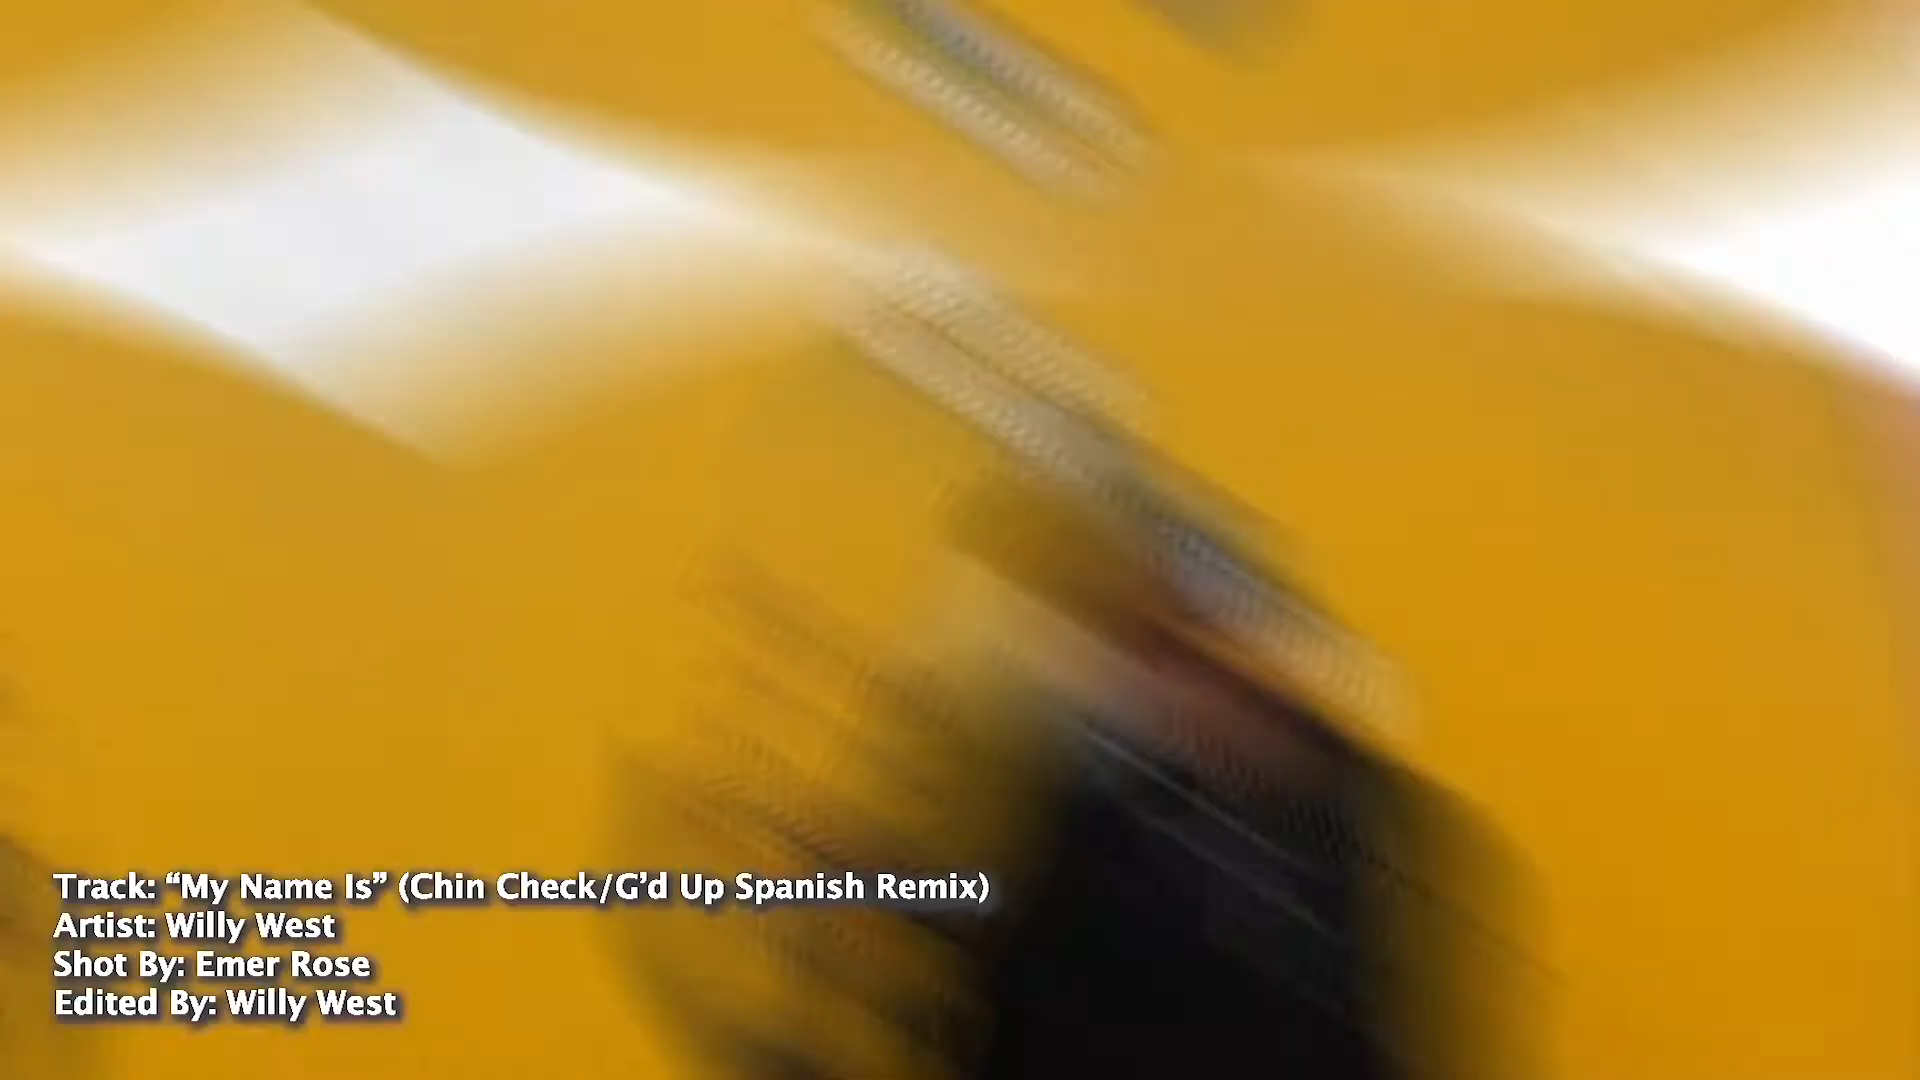 Track: “My Name Is” (Chin Check/G’d Up Spanish Remix)
Artist: Willy West
Shot By: Emer Rose
Edited By: Willy West